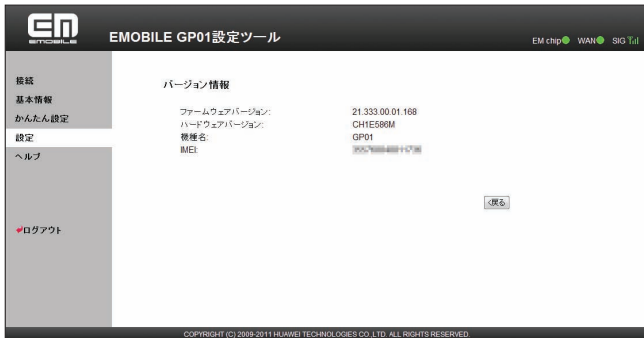 EM
EMOBILE
EMOBILE GP01設定ツール
EM chip WAN SIG
接続
基本情報
かんたん設定
設定
ヘルプ
ログアウト
バージョン情報
ファームウェアバージョン: 21.333.00.01.168
ハードウェアバージョン: CH1E586M
機種名: GP01
IMEI:
<戻る
COPYRIGHT (C) 2009-2011 HUAWEI TECHNOLOGIES CO.,LTD. ALL RIGHTS RESERVED.